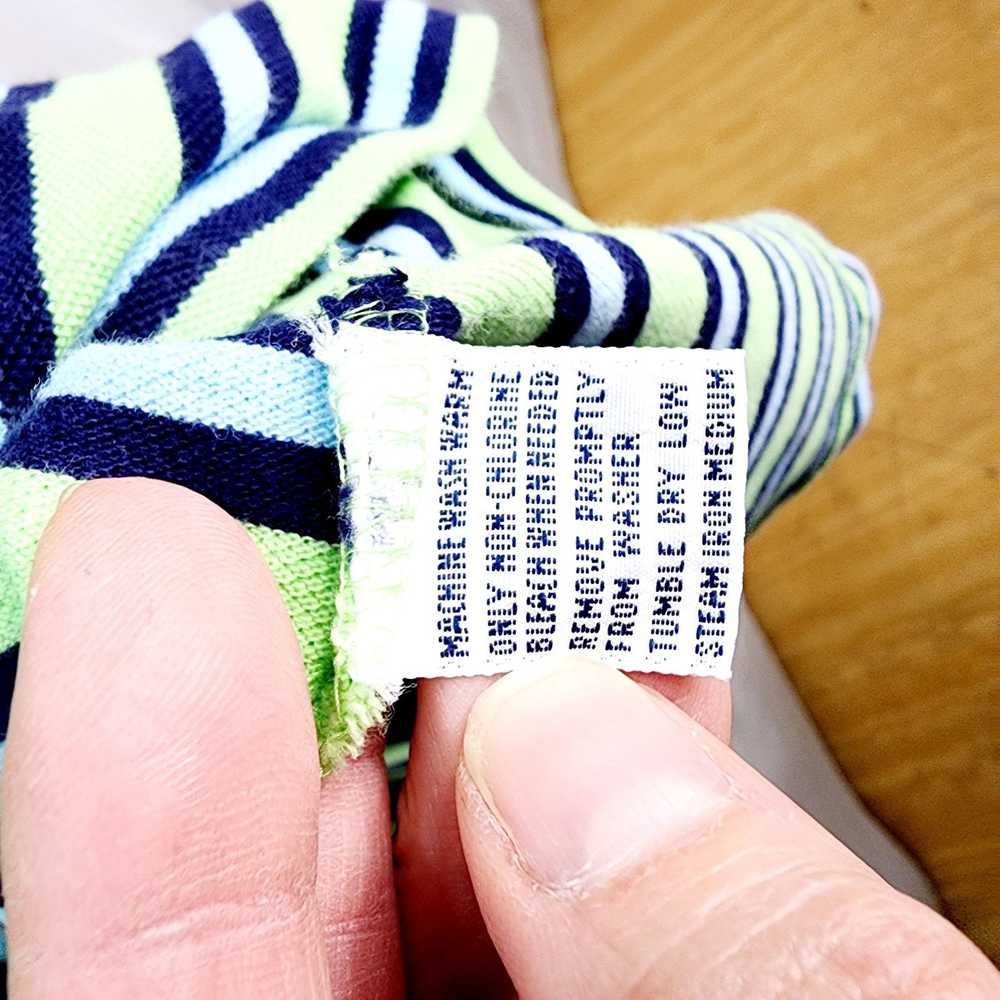 MACHINE WASH WARM
ONLY NON-CHLORINE
BLEACH WHEN NEEDED
REMOVE PROMPTLY
FROM WASHER
TUMBLE DRY LOW
STEAM IRON MEDIUM